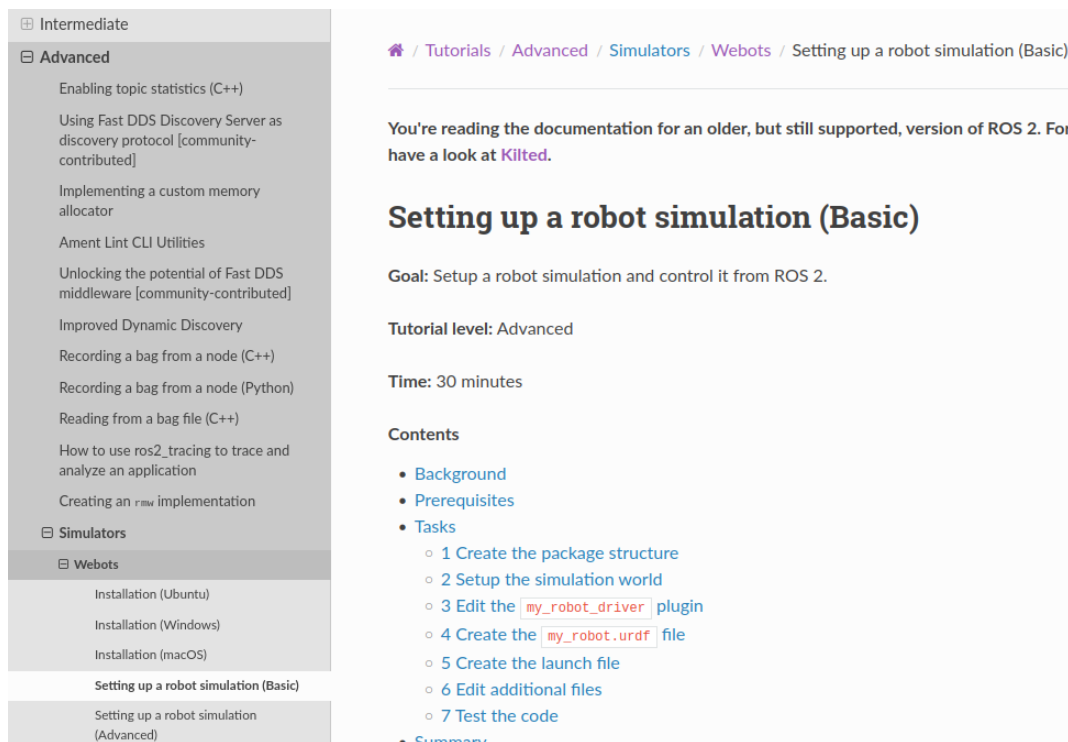 Intermediate
Advanced
Enabling topic statistics (C++)
Using Fast DDS Discovery Server as
discovery protocol [community-
contributed]
Implementing a custom memory
allocator
Ament Lint CLI Utilities
Unlocking the potential of Fast DDS
middleware [community-contributed]
Improved Dynamic Discovery
Recording a bag from a node (C++)
Recording a bag from a node (Python)
Reading from a bag file (C++)
How to use ros2_tracing to trace and
analyze an application
Creating an rmw implementation
Simulators
Webots
Installation (Ubuntu)
Installation (Windows)
Installation (macOS)
Setting up a robot simulation (Basic)
Setting up a robot simulation
(Advanced)
/ Tutorials / Advanced / Simulators / Webots / Setting up a robot simulation (Basic)
You're reading the documentation for an older, but still supported, version of ROS 2. For
have a look at Kilted.
Setting up a robot simulation (Basic)
Goal: Setup a robot simulation and control it from ROS 2.
Tutorial level: Advanced
Time: 30 minutes
Contents
• Background
• Prerequisites
• Tasks
◦ 1 Create the package structure
◦ 2 Setup the simulation world
◦ 3 Edit the my_robot_driver plugin
◦ 4 Create the my_robot.urdf file
◦ 5 Create the launch file
◦ 6 Edit additional files
◦ 7 Test the code
• Summary